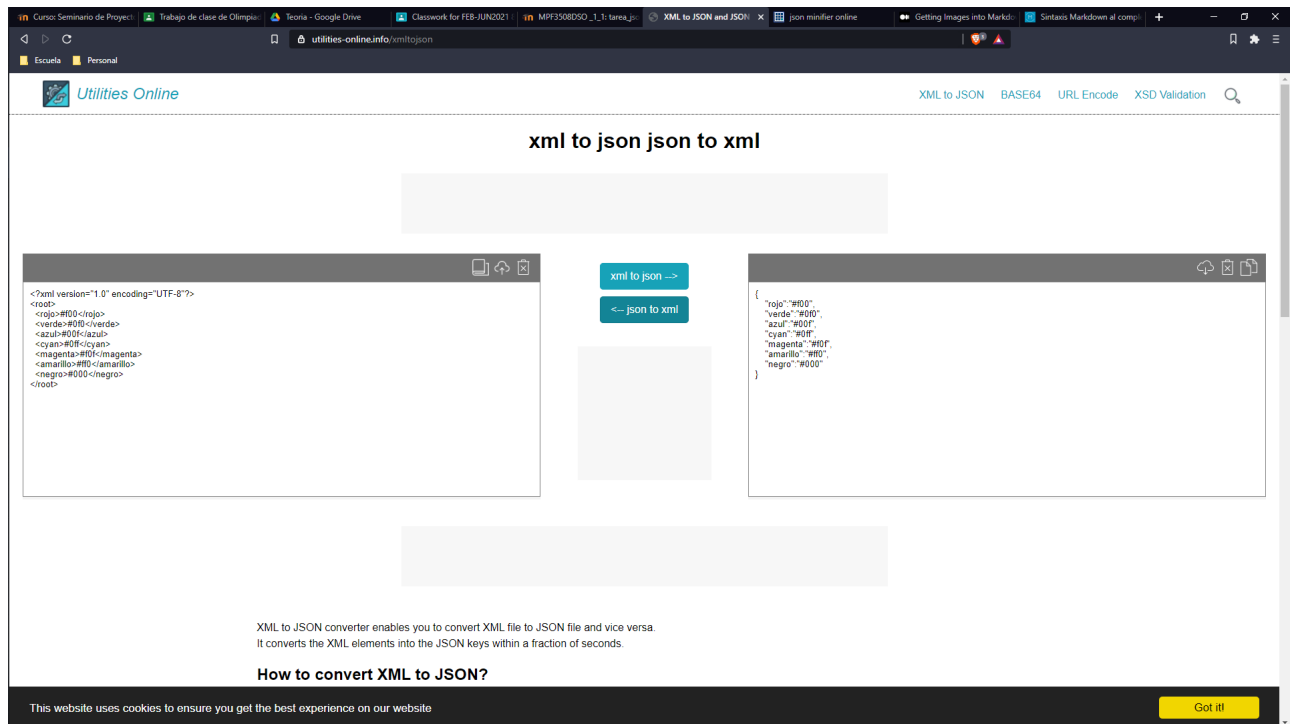 Curso: Seminario de Proyect
Trabajo de clase de Olimpiac
Teoria - Google Drive
Classwork for FEB-JUN2021
MPF3508DSO _1_1: tarea_jsc
XML to JSON and JSON
json minifier online
Getting Images into Markdo
Sintaxis Markdown al compl
utilities-online.info/xmltojson
Escuela
Personal
Utilities Online
XML to JSON
BASE64
URL Encode
XSD Validation
xml to json json to xml
xml to json -->
<-- json to xml
<?xml version="1.0" encoding="UTF-8"?>
<root>
<rojo>#f00</rojo>
<verde>#0f0</verde>
<azul>#00f</azul>
<cyan>#0ff</cyan>
<magenta>#f0f</magenta>
<amarillo>#ff0</amarillo>
<negro>#000</negro>
</root>
{
"rojo":"#f00",
"verde":"#0f0",
"azul":"#00f",
"cyan":"#0ff",
"magenta":"#f0f",
"amarillo":"#ff0",
"negro":"#000"
}
XML to JSON converter enables you to convert XML file to JSON file and vice versa.
It converts the XML elements into the JSON keys within a fraction of seconds.
How to convert XML to JSON?
This website uses cookies to ensure you get the best experience on our website
Got it!